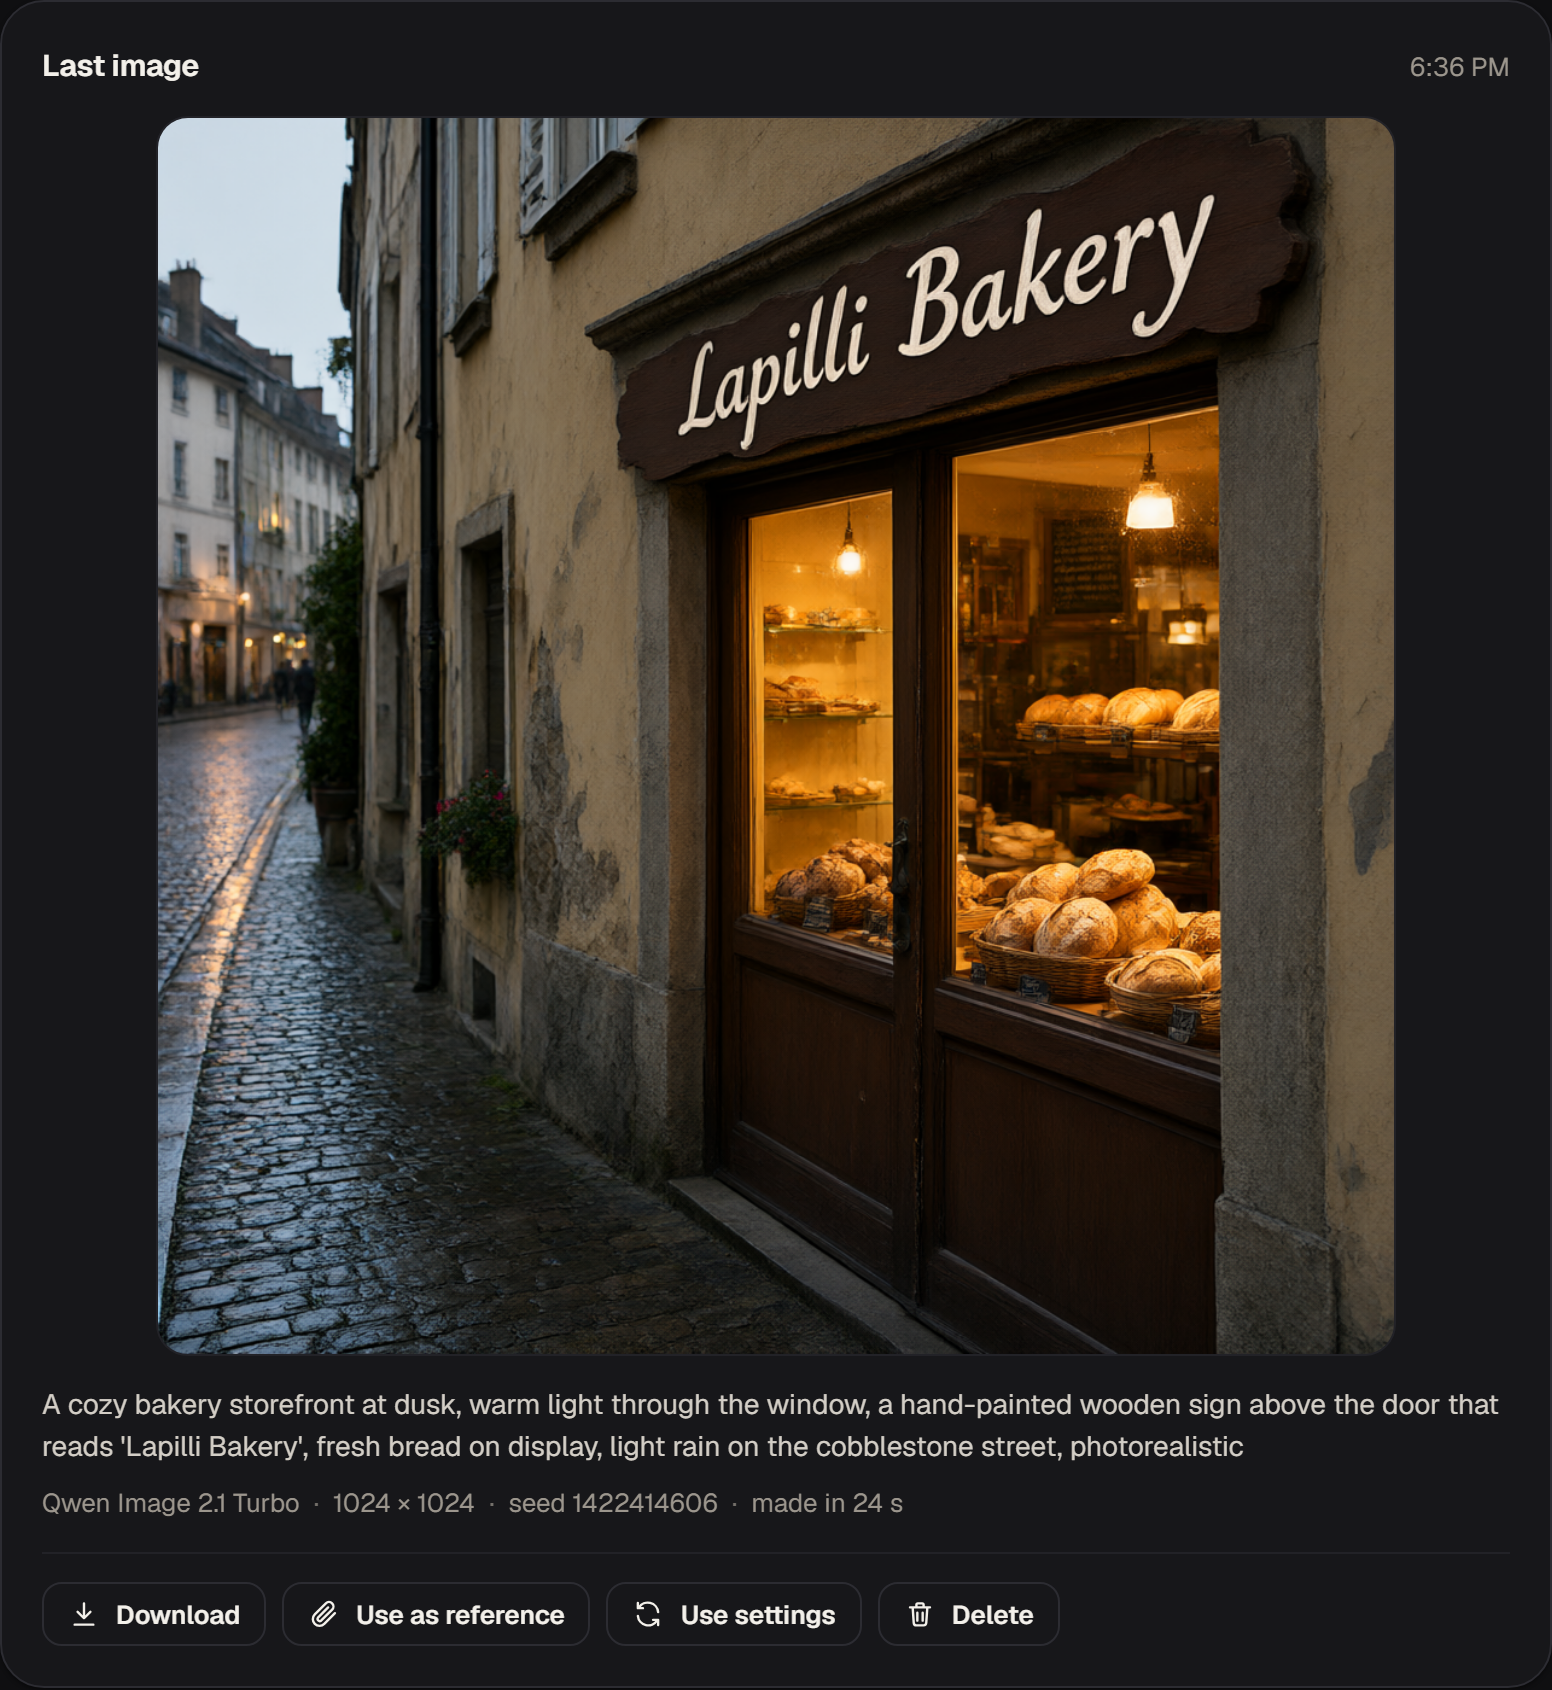 Last image
6:36 PM
Lapilli Bakery
A cozy bakery storefront at dusk, warm light through the window, a hand-painted wooden sign above the door that
reads 'Lapilli Bakery', fresh bread on display, light rain on the cobblestone street, photorealistic
Qwen Image 2.1 Turbo · 1024 × 1024 · seed 1422414606 · made in 24 s
Download
Use as reference
Use settings
Delete